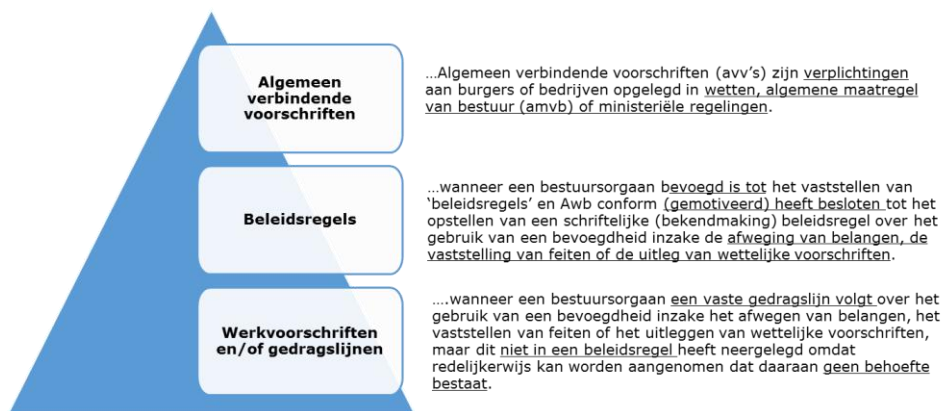 Algemeen
verbindende
voorschriften
...Algemeen verbindende voorschriften (avv's) zijn verplichtingen
aan burgers of bedrijven opgelegd in wetten, algemene maatregel
van bestuur (amvb) of ministeriële regelingen.
Beleidsregels
...wanneer een bestuursorgaan bevoegd is tot het vaststellen van
'beleidsregels' en Awb conform (gemotiveerd) heeft besloten tot het
opstellen van een schriftelijke (bekendmaking) beleidsregel over het
gebruik van een bevoegdheid inzake de afweging van belangen, de
vaststelling van feiten of de uitleg van wettelijke voorschriften.
Werkvoorschriften
en/of gedragslijnen
....wanneer een bestuursorgaan een vaste gedragslijn volgt over het
gebruik van een bevoegdheid inzake het afwegen van belangen, het
vaststellen van feiten of het uitleggen van wettelijke voorschriften,
maar dit niet in een beleidsregel heeft neergelegd omdat
redelijkerwijs kan worden aangenomen dat daaraan geen behoefte
bestaat.